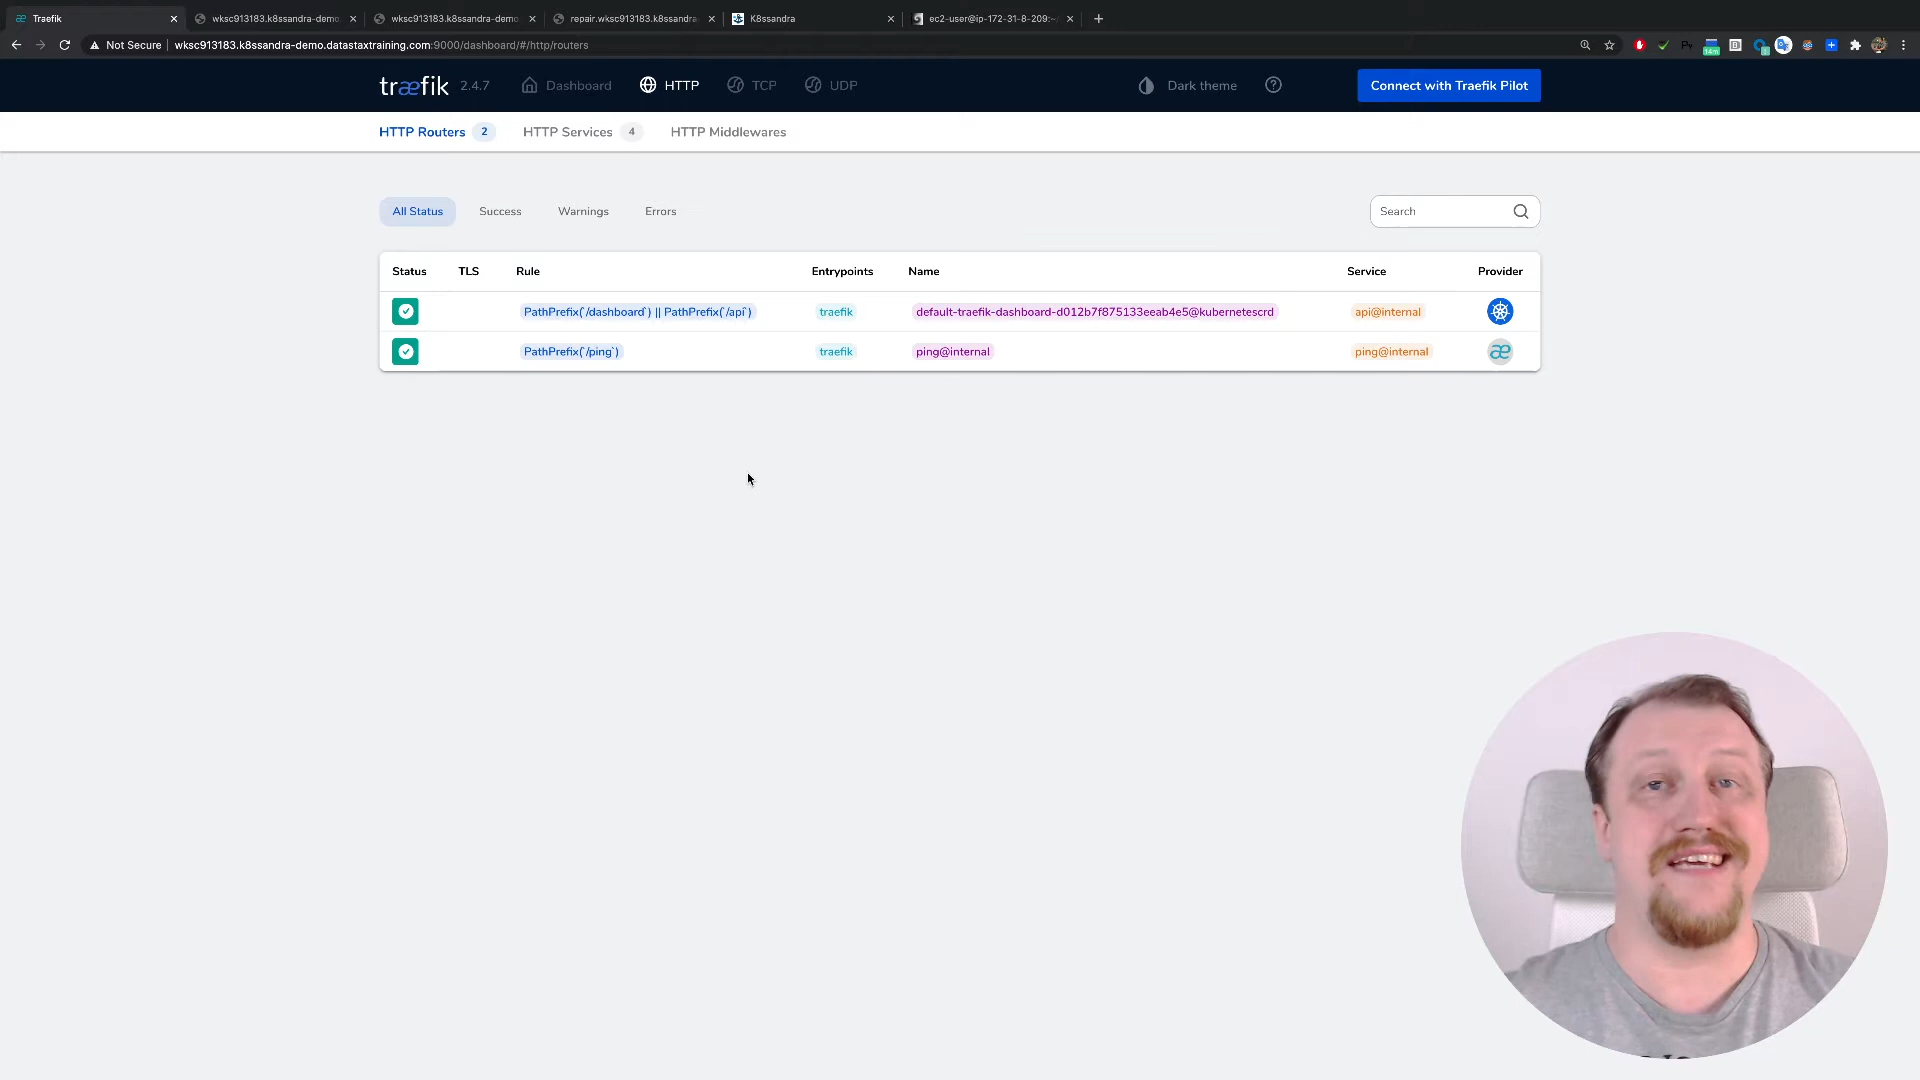 Traefik
wksc913183.k8ssandra-demo
wksc913183.k8ssandra-demo
repair.wksc913183.k8ssandra
K8ssandra
ec2-user@ip-172-31-8-209:~
Not Secure
wksc913183.k8ssandra-demo.datastaxtraining.com:9000/dashboard/#/http/routers
træfik 2.4.7
Dashboard
HTTP
TCP
UDP
Dark theme
Connect with Traefik Pilot
HTTP Routers 2
HTTP Services 4
HTTP Middlewares
All Status
Success
Warnings
Errors
Search
Status TLS Rule Entrypoints Name Service Provider
PathPrefix(`/dashboard`) || PathPrefix(`/api`) traefik default-traefik-dashboard-d012b7f875133eeab4e5@kubernetescrd api@internal
PathPrefix(`/ping`) traefik ping@internal ping@internal